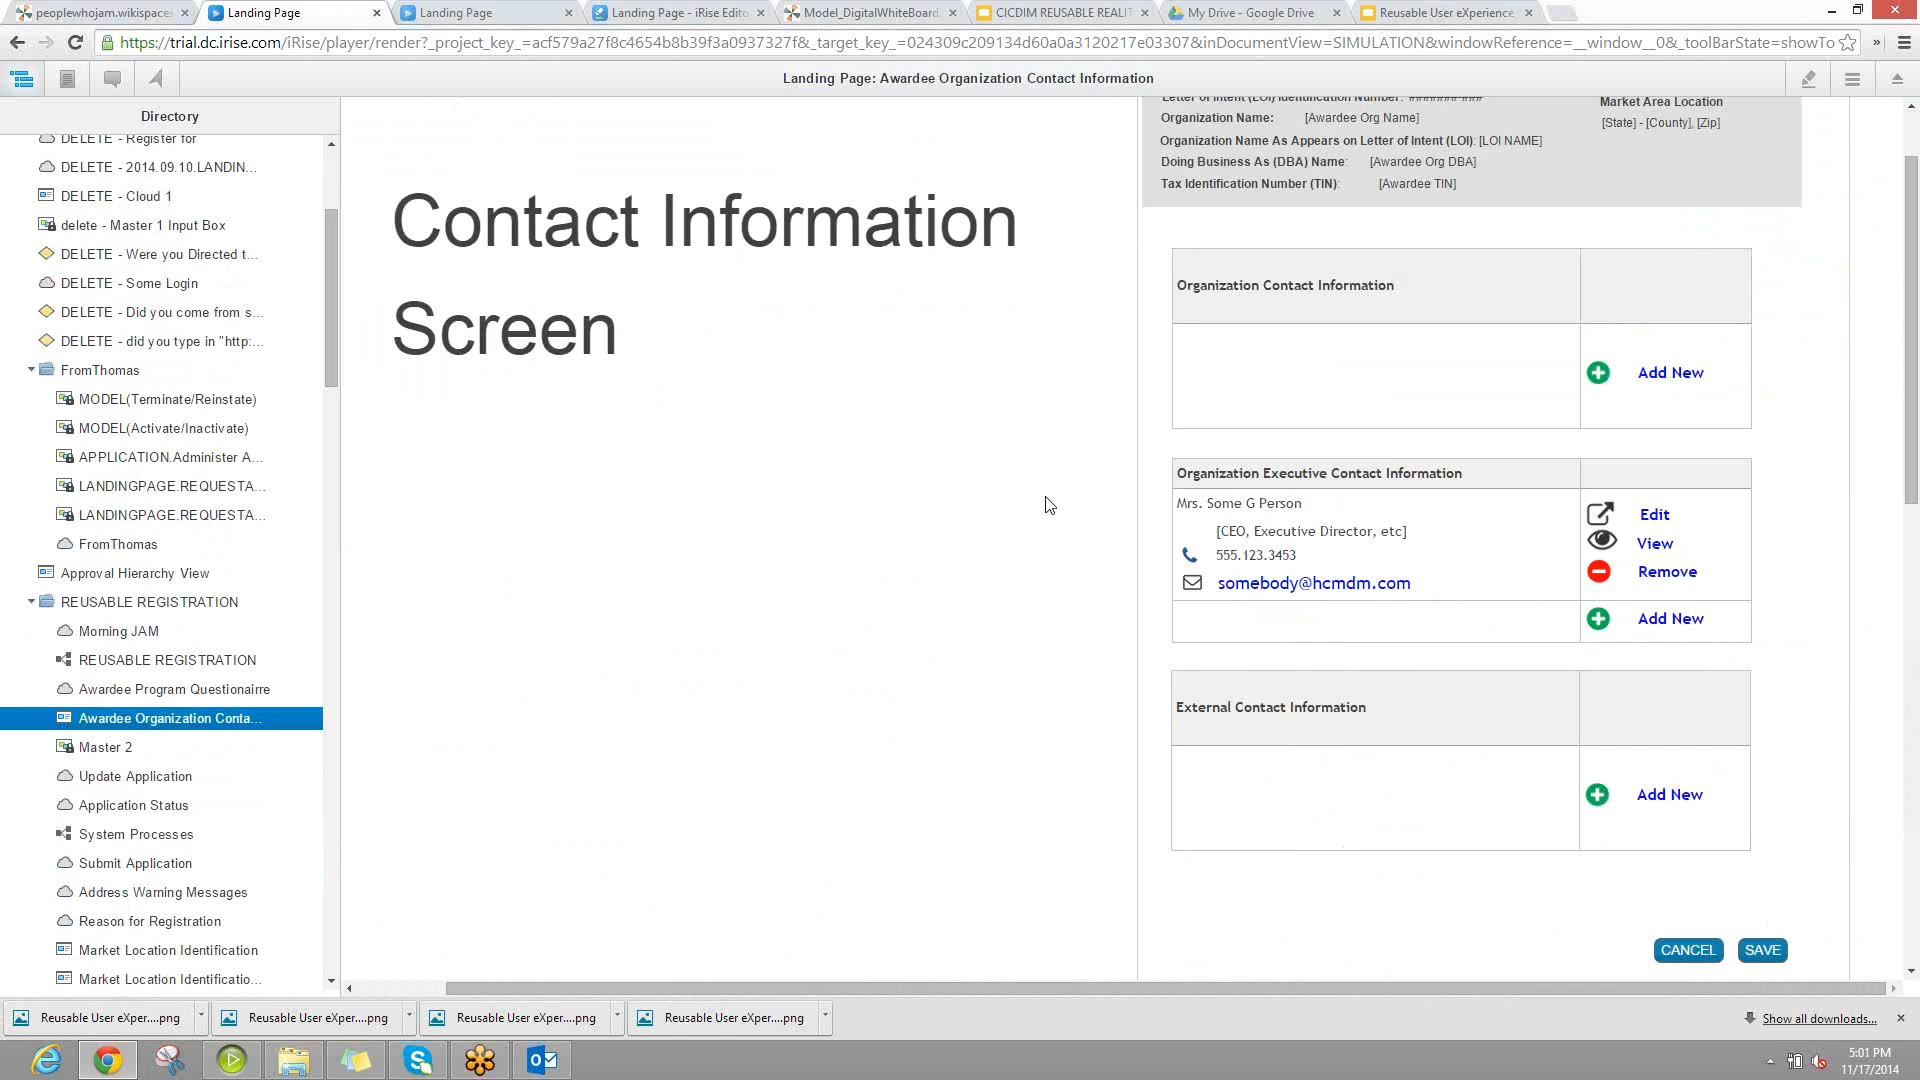 peoplewhojam.wikispaces
Landing Page
Landing Page
Landing Page - iRise Edito
Model_DigitalWhiteBoard
CICDIM REUSABLE REALIT
My Drive - Google Drive
Reusable User eXperience
https://trial.dc.irise.com/iRise/player/render?_project_key_=acf579a27f8c4654b8b39f3a0937327f&_target_key_=024309c209134d60a0a3120217e03307&inDocumentView=SIMULATION&windowReference=__window__0&_toolBarState=showTo
Landing Page: Awardee Organization Contact Information
Directory
DELETE - Register for
DELETE - 2014.09.10.LANDIN...
DELETE - Cloud 1
delete - Master 1 Input Box
DELETE - Were you Directed t...
DELETE - Some Login
DELETE - Did you come from s...
DELETE - did you type in "http:...
FromThomas
MODEL(Terminate/Reinstate)
MODEL(Activate/Inactivate)
APPLICATION.Administer A...
LANDINGPAGE.REQUESTA...
LANDINGPAGE.REQUESTA...
FromThomas
Approval Hierarchy View
REUSABLE REGISTRATION
Morning JAM
REUSABLE REGISTRATION
Awardee Program Questionairre
Awardee Organization Conta...
Master 2
Update Application
Application Status
System Processes
Submit Application
Address Warning Messages
Reason for Registration
Market Location Identification
Market Location Identificatio...
Contact Information
Screen
Letter of Intent (LOI) Identification Number: #######-###
Organization Name: [Awardee Org Name]
Organization Name As Appears on Letter of Intent (LOI): [LOI NAME]
Doing Business As (DBA) Name: [Awardee Org DBA]
Tax Identification Number (TIN): [Awardee TIN]
Market Area Location
[State] - [County], [Zip]
Organization Contact Information
Add New
Organization Executive Contact Information
Mrs. Some G Person
[CEO, Executive Director, etc]
555.123.3453
somebody@hcmdm.com
Edit
View
Remove
Add New
External Contact Information
Add New
CANCEL SAVE
Reusable User eXper....png
Reusable User eXper....png
Reusable User eXper....png
Reusable User eXper....png
Show all downloads...
5:01 PM
11/17/2014